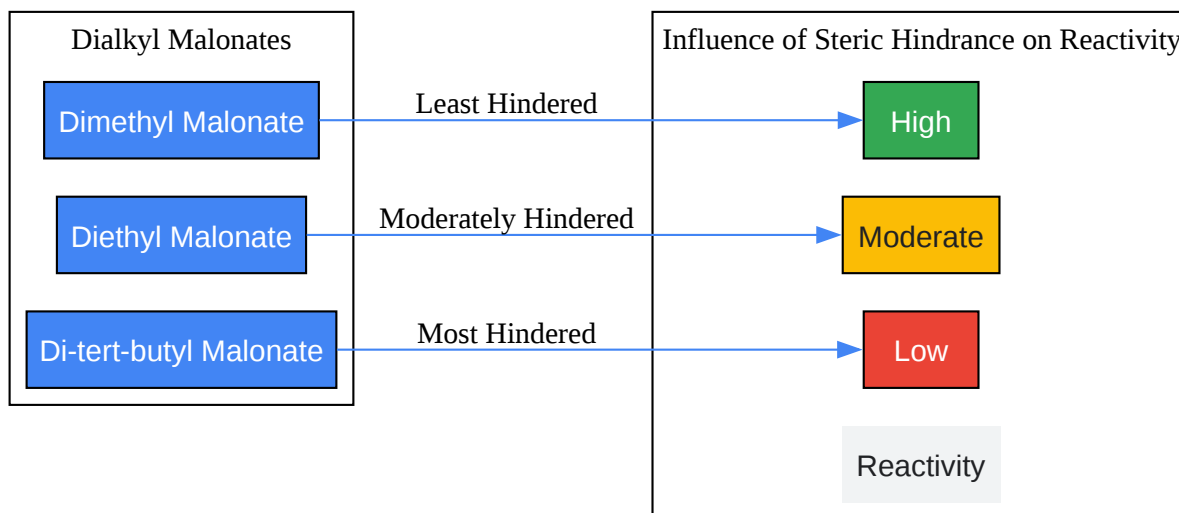 Dialkyl Malonates
Influence of Steric Hindrance on Reactivity
Dimethyl Malonate
Least Hindered
High
Diethyl Malonate
Moderately Hindered
Moderate
Di-tert-butyl Malonate
Most Hindered
Low
Reactivity